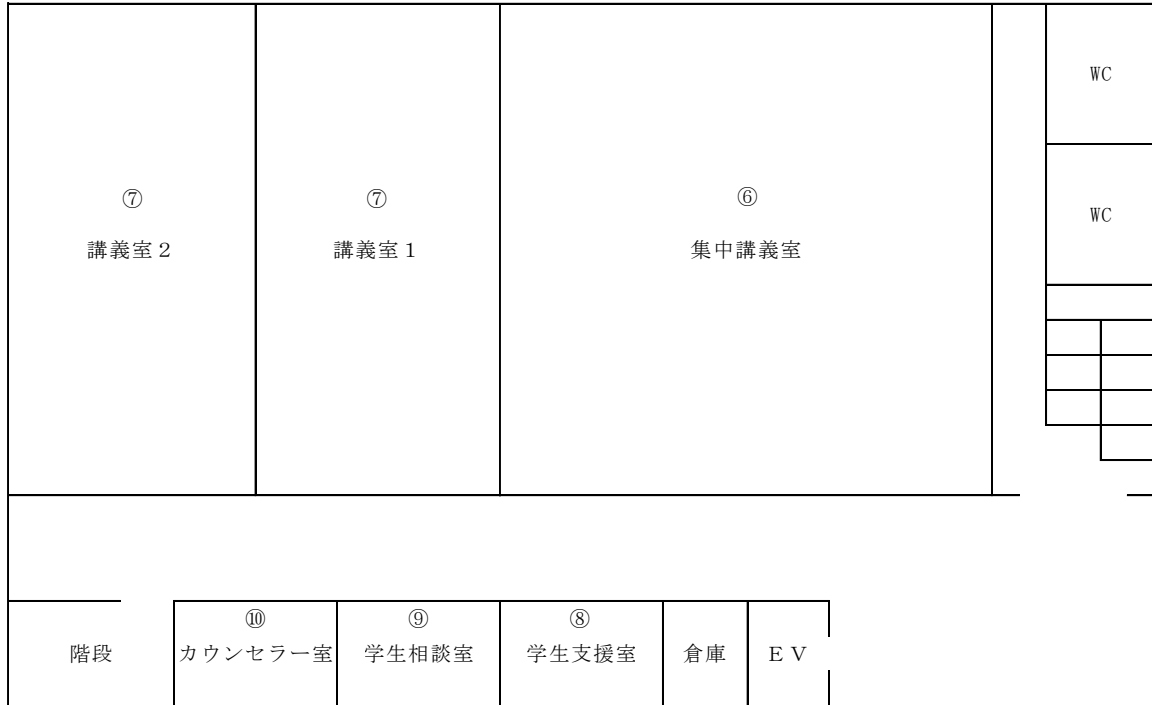 WC
⑦
⑦
⑥
WC
講義室２
講義室１
集中講義室
⑩
⑨
⑧
階段
カウンセラー室
学生相談室
学生支援室
倉庫
ＥＶ